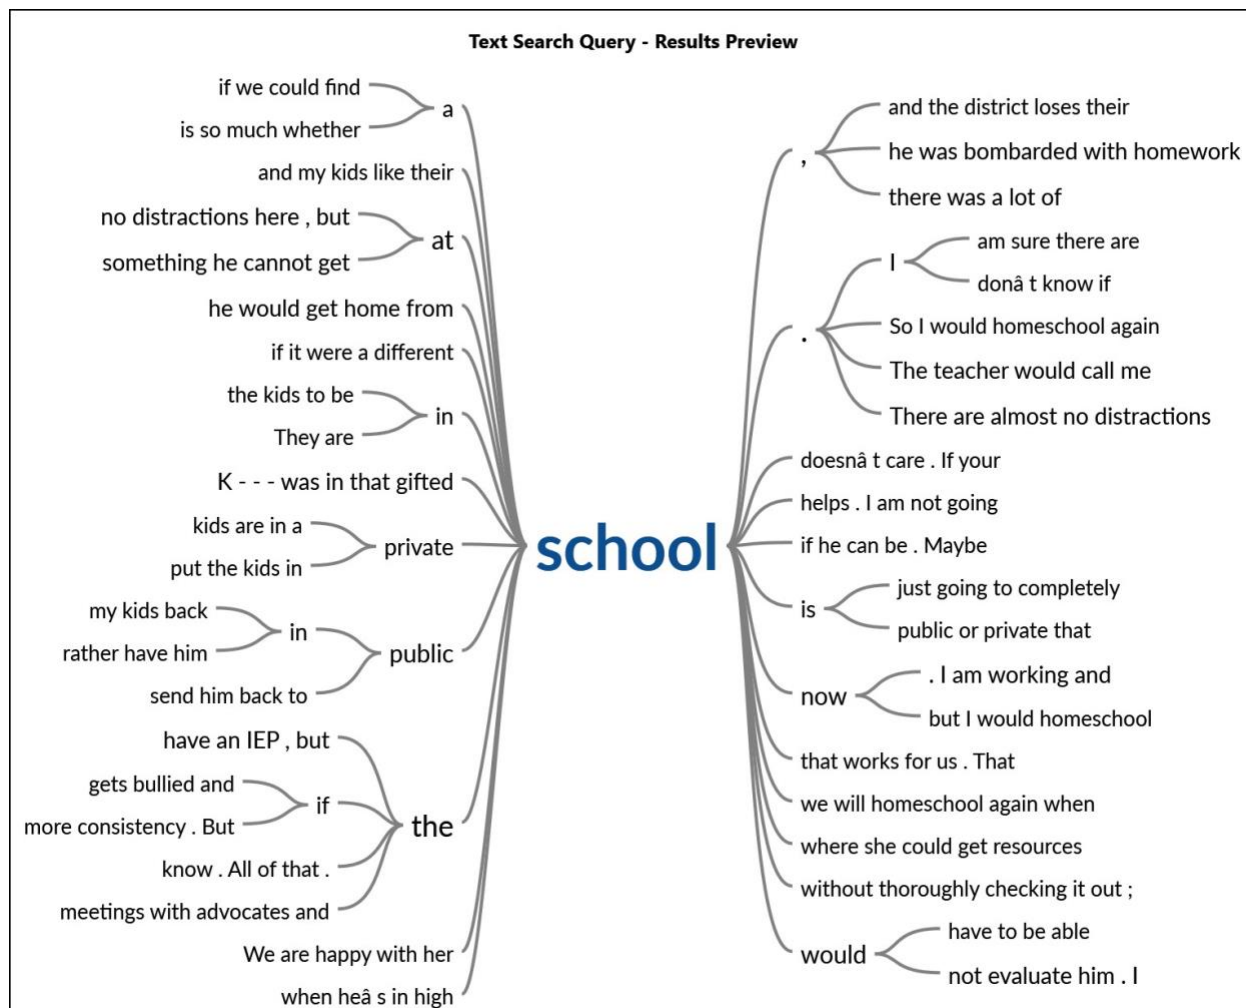 Text Search Query - Results Preview
if we could find
is so much whether
a
and my kids like their
no distractions here , but
something he cannot get
at
he would get home from
if it were a different
the kids to be
They are
in
K - - - was in that gifted
kids are in a
put the kids in
private
my kids back
rather have him
in
send him back to
public
have an IEP , but
gets bullied and
more consistency . But
if
know . All of that .
meetings with advocates and
the
We are happy with her
when heâ s in high
school
,
and the district loses their
he was bombarded with homework
there was a lot of
.
I
am sure there are
donâ t know if
So I would homeschool again
The teacher would call me
There are almost no distractions
doesnâ t care . If your
helps . I am not going
if he can be . Maybe
is
just going to completely
public or private that
now
. I am working and
but I would homeschool
that works for us . That
we will homeschool again when
where she could get resources
without thoroughly checking it out ;
would
have to be able
not evaluate him . I